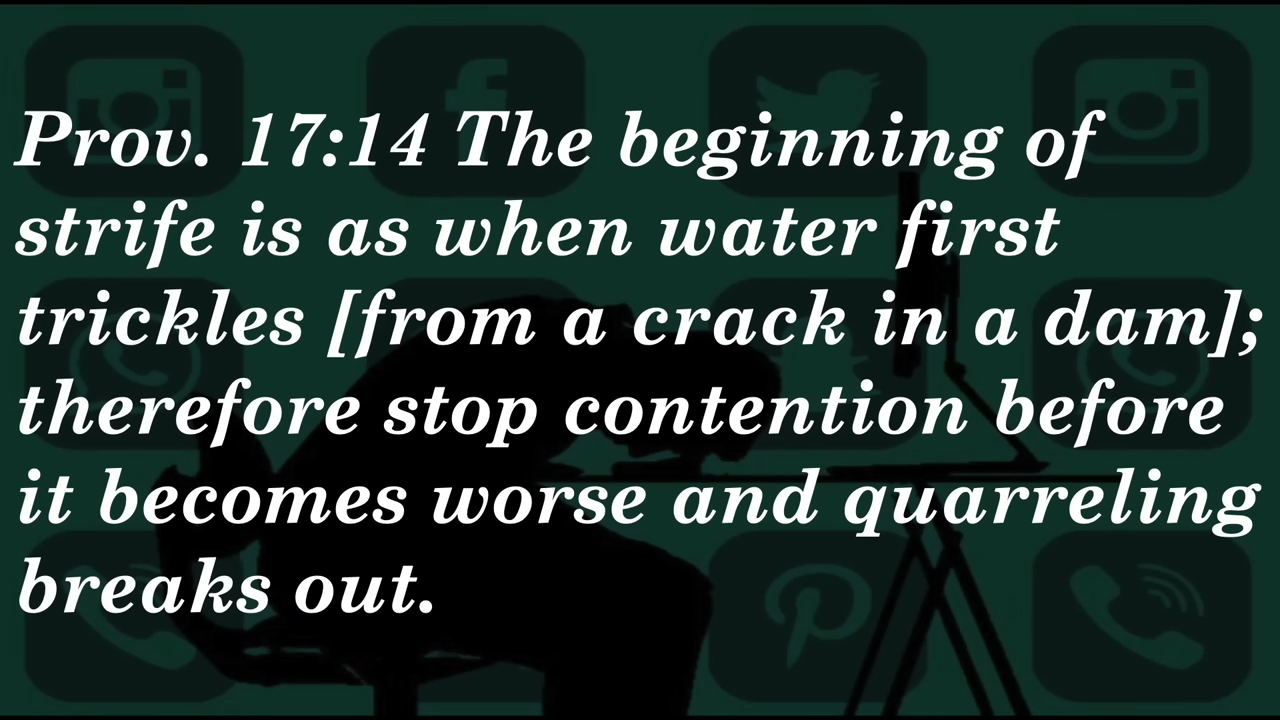 Prov. 17:14 The beginning of
strife is as when water first
trickles [from a crack in a dam];
therefore stop contention before
it becomes worse and quarreling
breaks out.